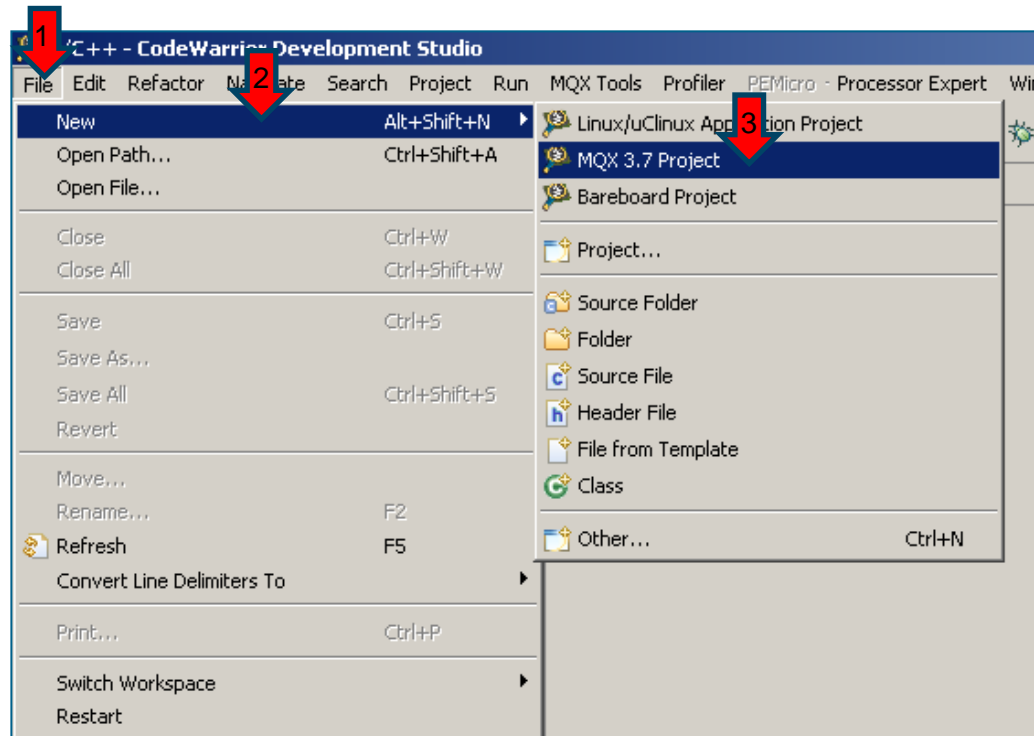 1
C++ - CodeWarrior Development Studio
2
File Edit Refactor Navigate Search Project Run MQX Tools Profiler PEMicro - Processor Expert
3
New Alt+Shift+N
Open Path... Ctrl+Shift+A
Open File...
Close Ctrl+W
Close All Ctrl+Shift+W
Save Ctrl+S
Save As...
Save All Ctrl+Shift+S
Revert
Move...
Rename... F2
Refresh F5
Convert Line Delimiters To
Print... Ctrl+P
Switch Workspace
Restart
Linux/uClinux Application Project
MQX 3.7 Project
Bareboard Project
Project...
Source Folder
Folder
Source File
Header File
File from Template
Class
Other... Ctrl+N